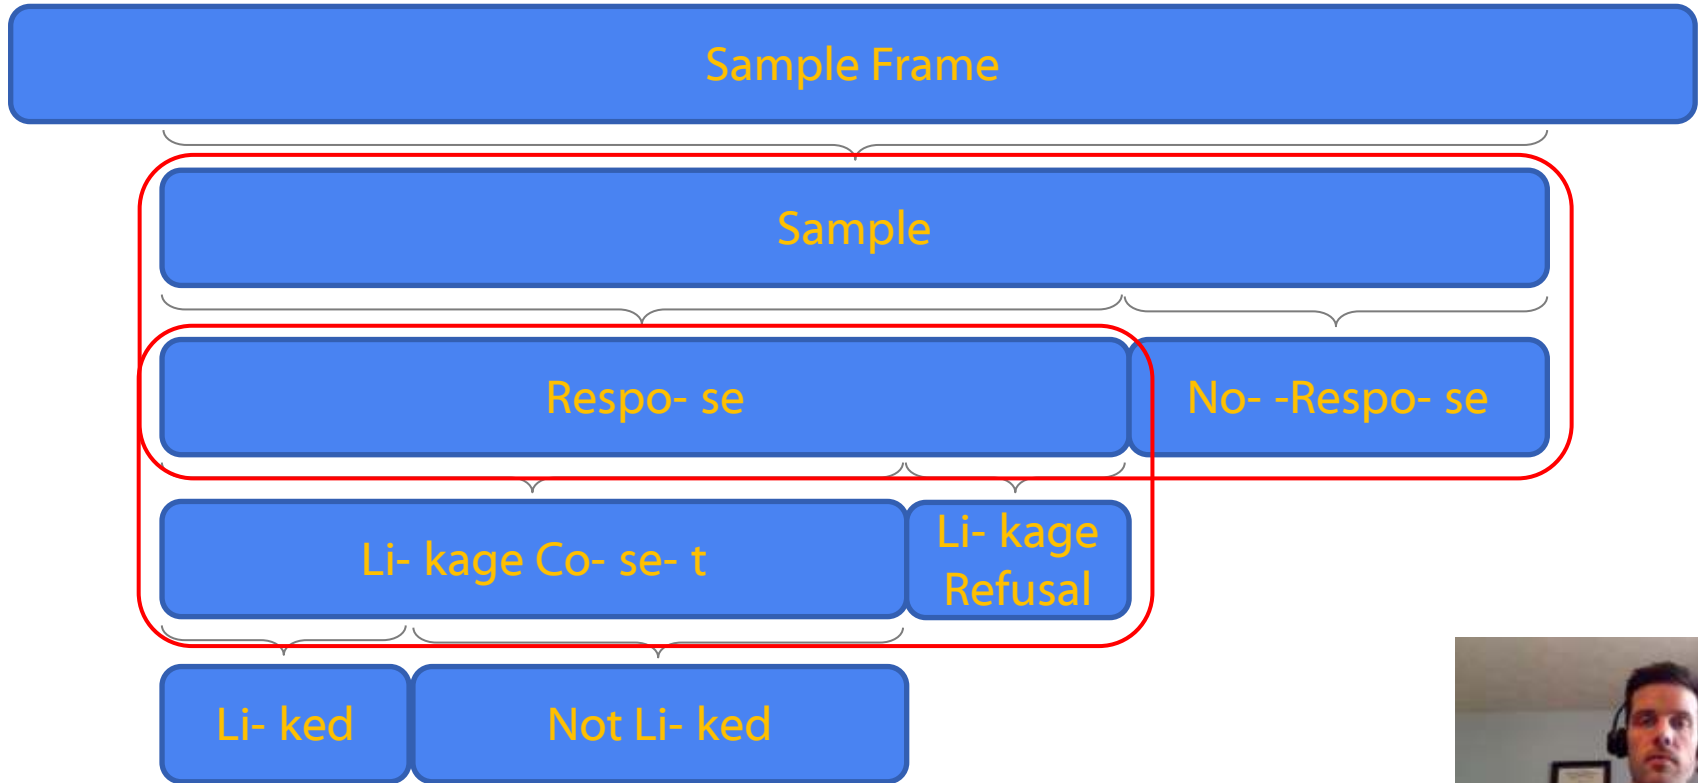 Sample Frame
Sample
Respo- se
No- -Respo- se
Li- kage Co- se- t
Li- kage
Refusal
Li- ked
Not Li- ked